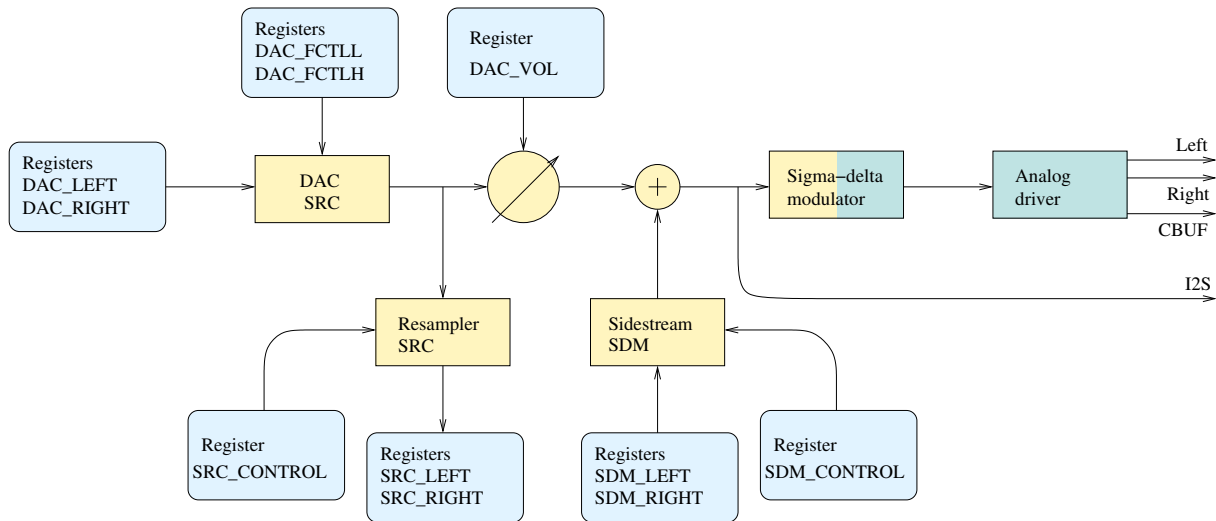 Registers
DAC_FCTLL
DAC_FCTLH
Register
DAC_VOL
Registers
DAC_LEFT
DAC_RIGHT
DAC
SRC
+
Sigma−delta
modulator
Analog
driver
Left
Right
CBUF
I2S
Resampler
SRC
Sidestream
SDM
Register
SRC_CONTROL
Registers
SRC_LEFT
SRC_RIGHT
Registers
SDM_LEFT
SDM_RIGHT
Register
SDM_CONTROL